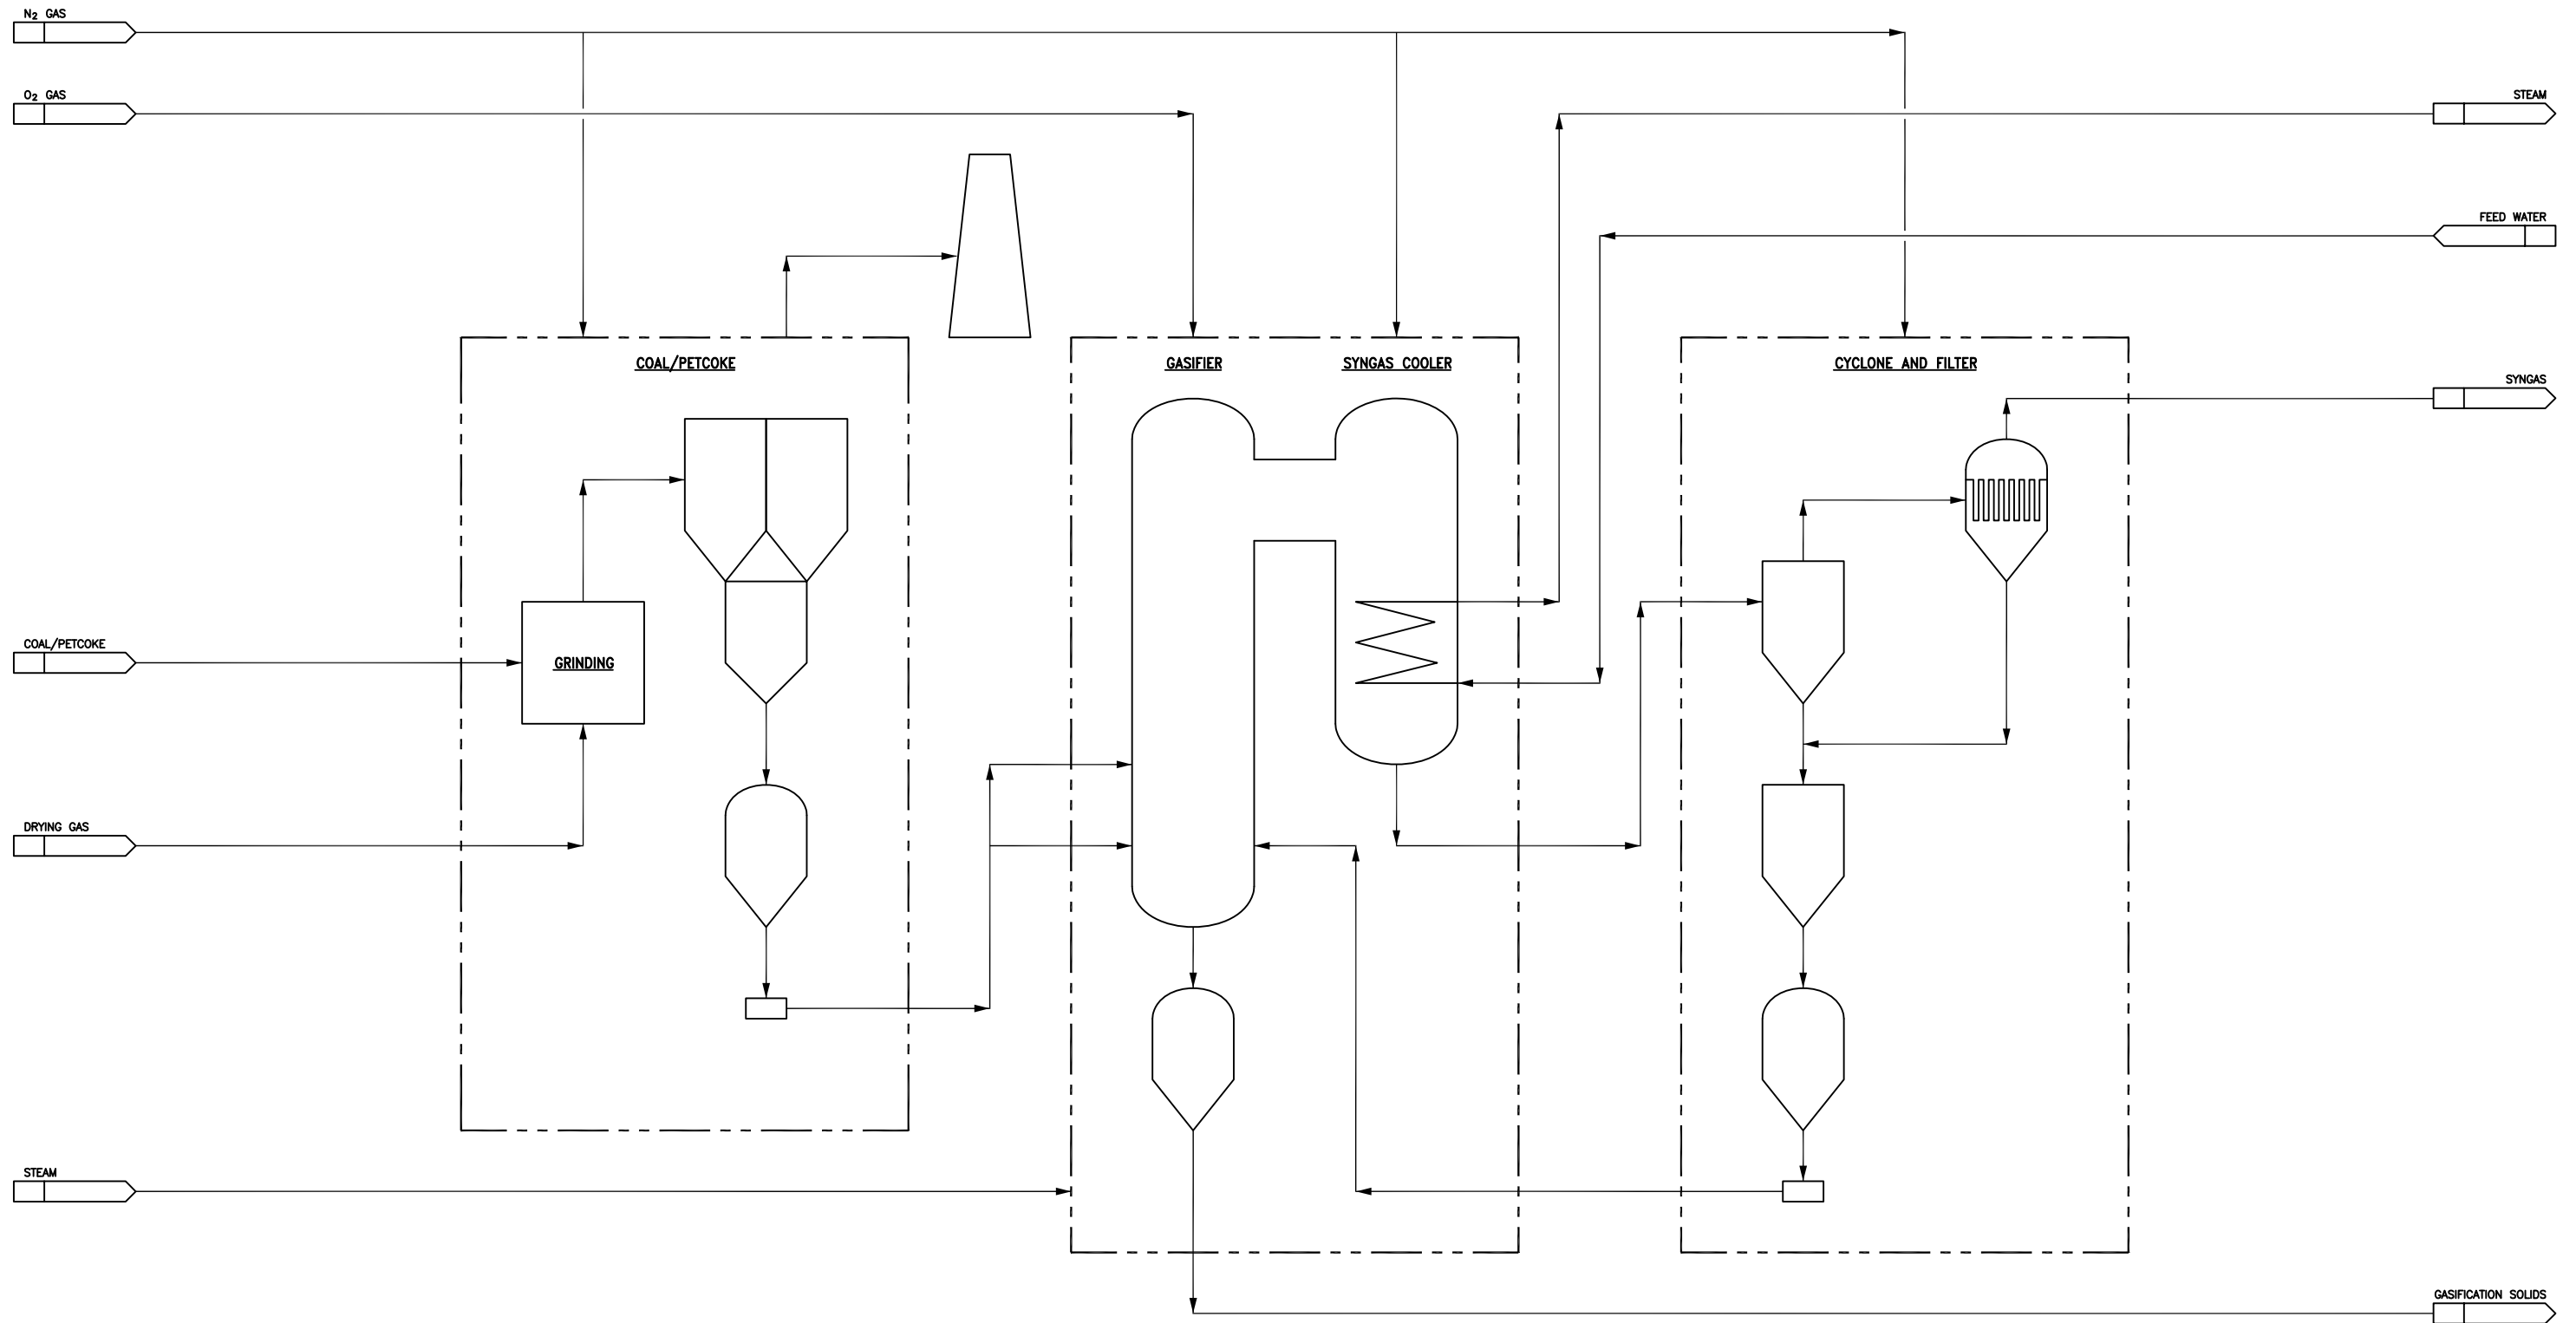 N₂ GAS
O₂ GAS
STEAM
FEED WATER
COAL/PETCOKE
GASIFIER
SYNGAS COOLER
CYCLONE AND FILTER
SYNGAS
COAL/PETCOKE
GRINDING
DRYING GAS
STEAM
GASIFICATION SOLIDS